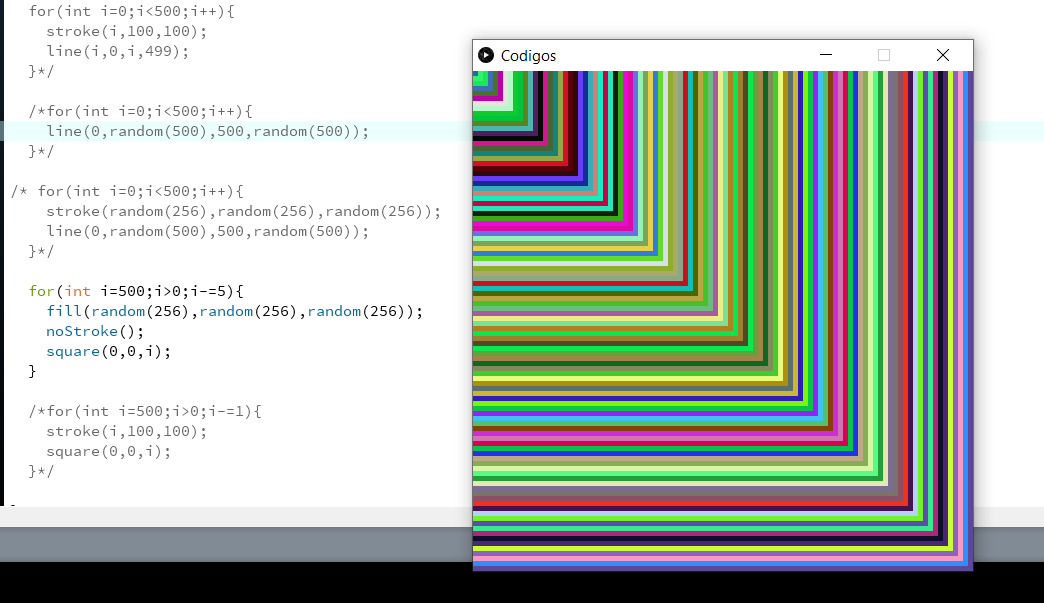 for(int i=0;i<500;i++){
stroke(i,100,100);
line(i,0,i,499);
}*/
/*for(int i=0;i<500;i++){
line(0,random(500),500,random(500));
}*/
/* for(int i=0;i<500;i++){
stroke(random(256),random(256),random(256));
line(0,random(500),500,random(500));
}*/
for(int i=500;i>0;i-=5){
fill(random(256),random(256),random(256));
noStroke();
square(0,0,i);
}
/*for(int i=500;i>0;i-=1){
stroke(i,100,100);
square(0,0,i);
}*/
Codigos